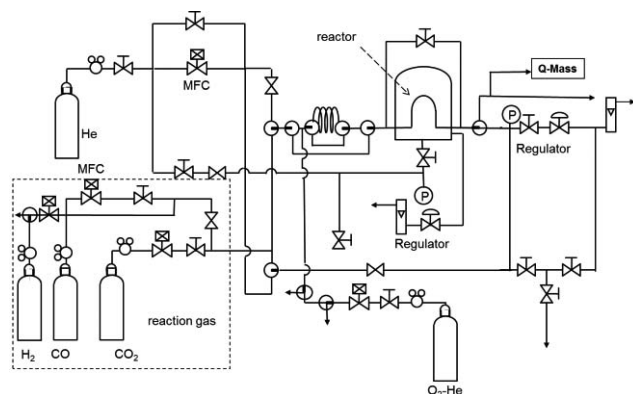 reactor
Q-Mass
MFC
He
P
Regulator
MFC
P
Regulator
reaction gas
H2
CO
CO2
O2-He